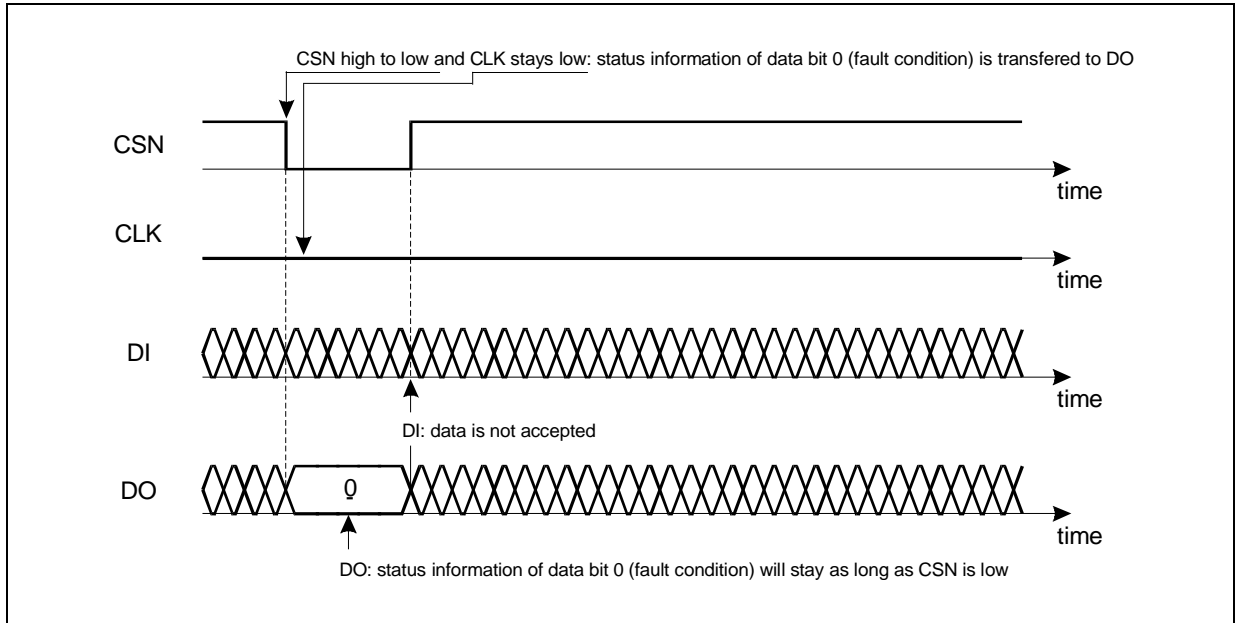 CSN high to low and CLK stays low: status information of data bit 0 (fault condition) is transfered to DO
CSN
time
CLK
time
DI
time
DI: data is not accepted
DO
0
time
DO: status information of data bit 0 (fault condition) will stay as long as CSN is low